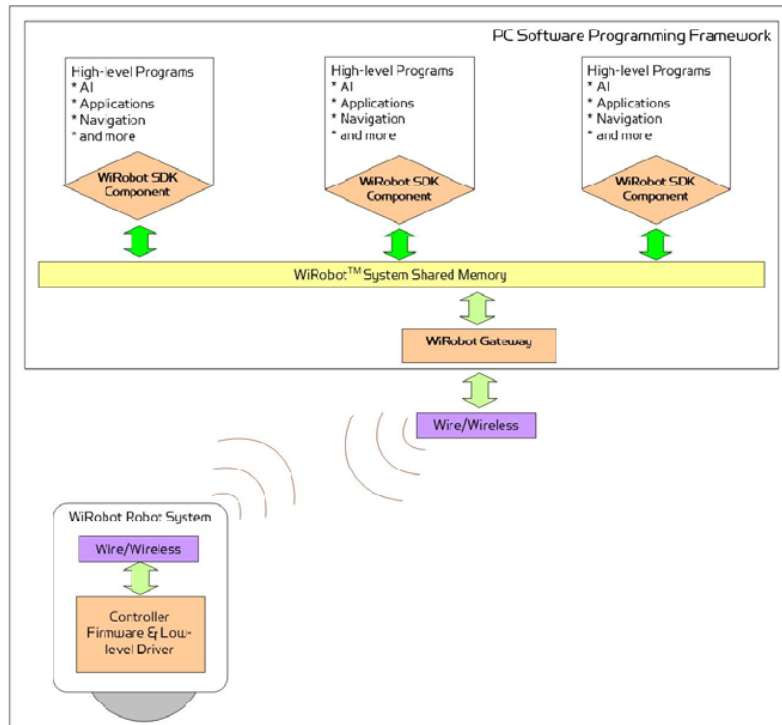 PC Software Programming Framework
High-level Programs
* AI
* Applications
* Navigation
* and more
WiRobot SDK
Component
High-level Programs
* AI
* Applications
* Navigation
* and more
WiRobot SDK
Component
High-level Programs
* AI
* Applications
* Navigation
* and more
WiRobot SDK
Component
WiRobot™ System Shared Memory
WiRobot Gateway
Wire/Wireless
WiRobot Robot System
Wire/Wireless
Controller
Firmware & Low-
level Driver